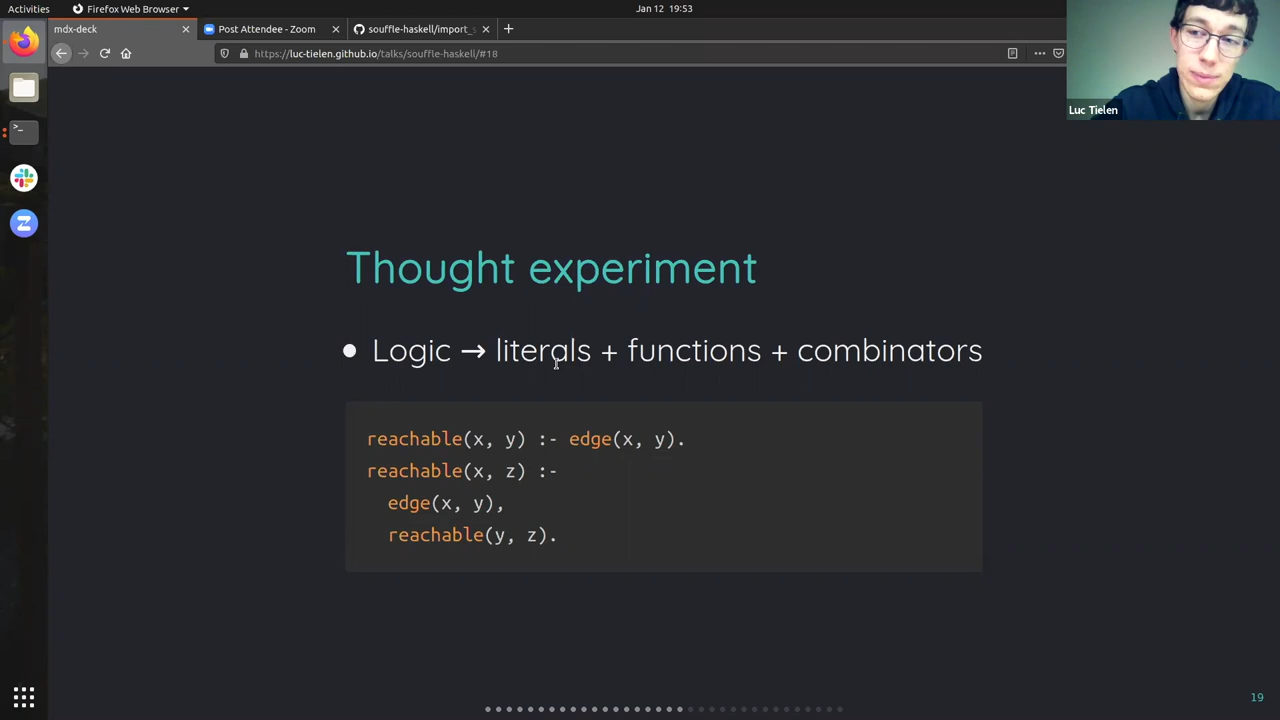 Activities
Firefox Web Browser
Jan 12 19:53
mdx-deck
Post Attendee - Zoom
souffle-haskell/import_s
https://luc-tielen.github.io/talks/souffle-haskell/#18
Luc Tielen
Thought experiment
Logic → literals + functions + combinators
reachable(x, y) :- edge(x, y).
reachable(x, z) :-
edge(x, y),
reachable(y, z).
19